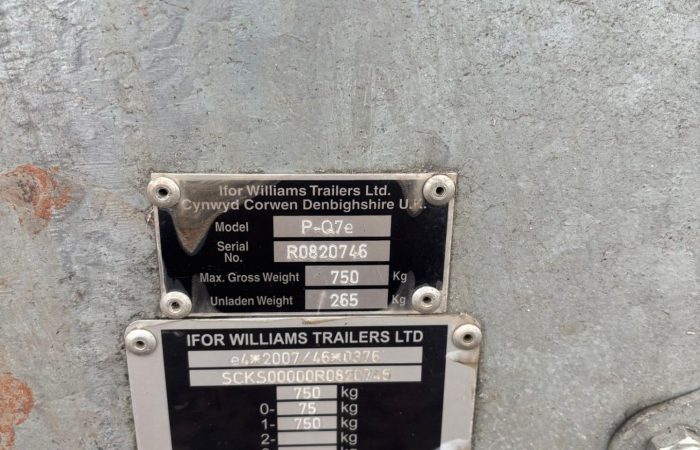 Ifor Williams Trailers Ltd.
Cynwyd Corwen Denbighshire U.K.
Model P-Q7e
Serial No. R0820746
Max. Gross Weight 750 Kg
Unladen Weight 265 Kg
IFOR WILLIAMS TRAILERS LTD
e4*2007/46*0376
SCKS00000R0820746
750 kg
0- 75 kg
1- 750 kg
2- kg